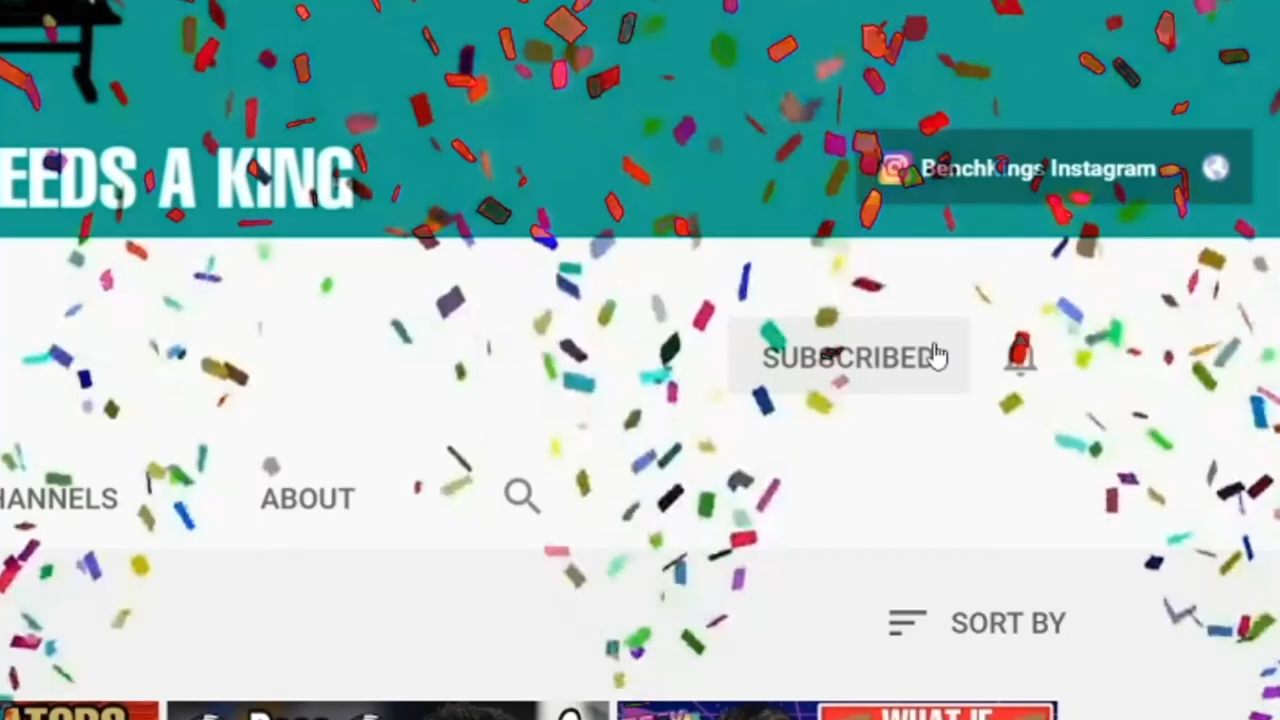 EEDS A KING
BenchKings Instagram
SUBSCRIBED
HANNELS
ABOUT
SORT BY
WHAT IF